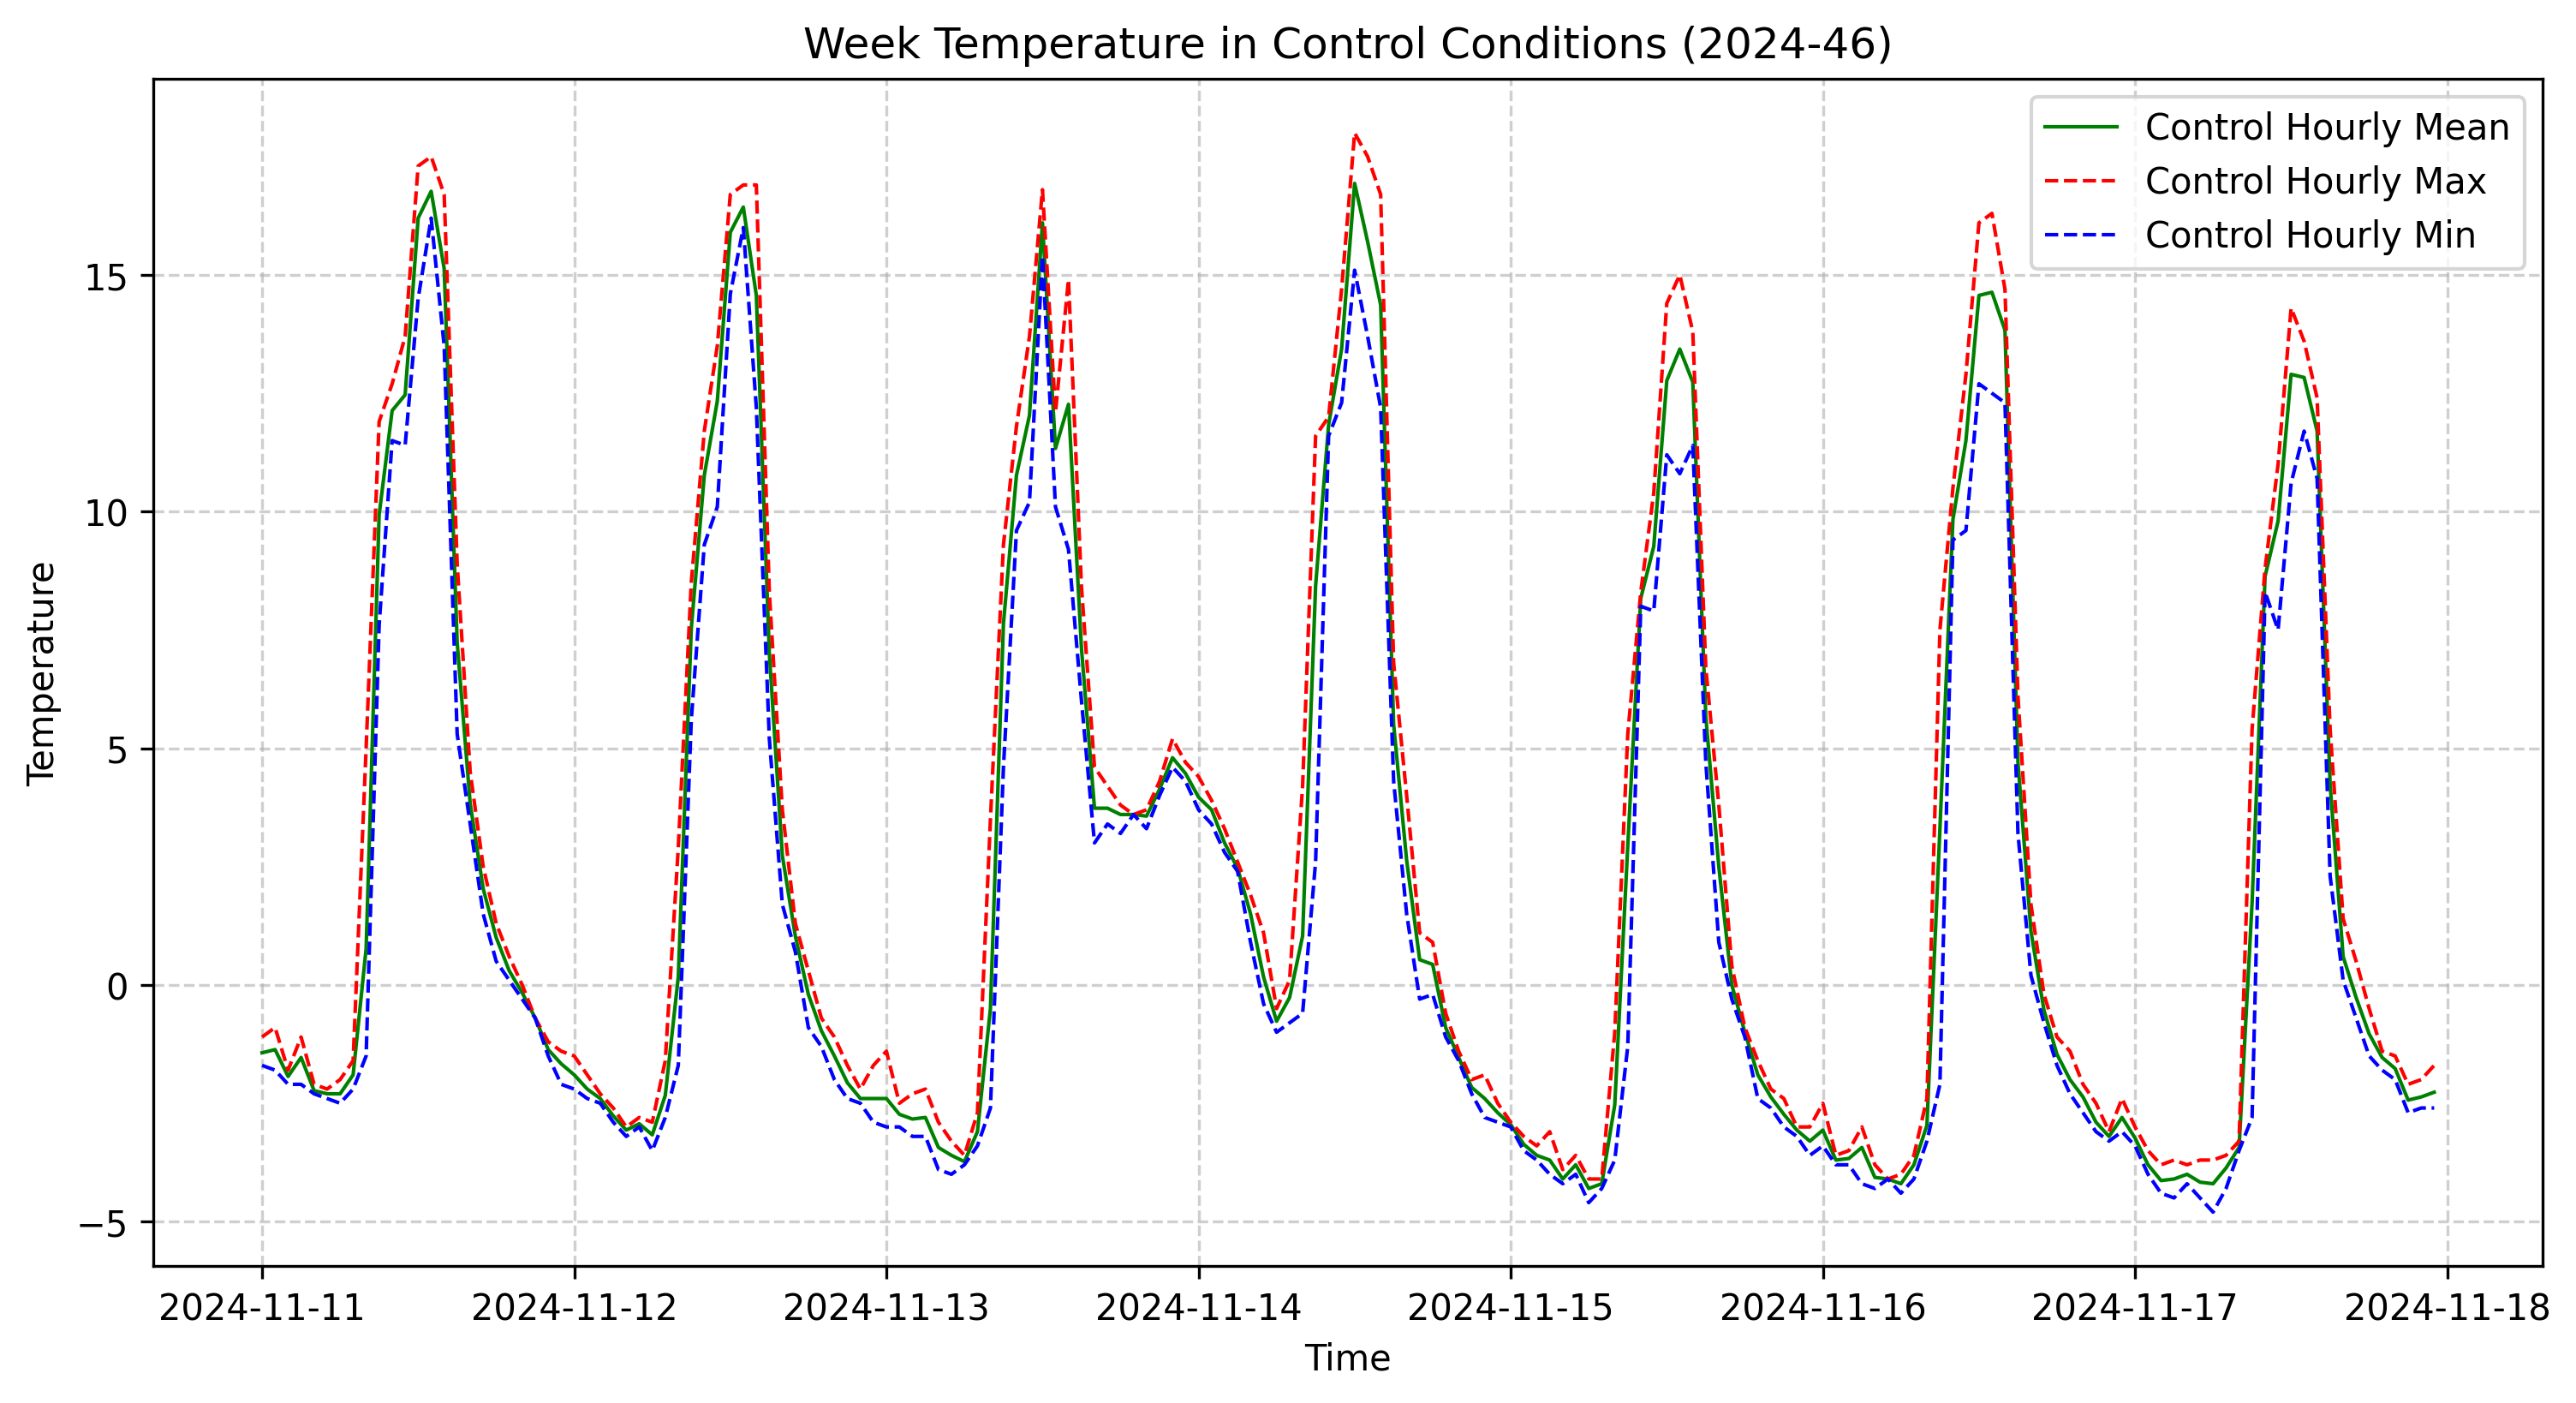 Week Temperature in Control Conditions (2024-46)
Control Hourly Mean
Control Hourly Max
Control Hourly Min
Temperature
15
10
5
0
−5
2024-11-11 2024-11-12 2024-11-13 2024-11-14 2024-11-15 2024-11-16 2024-11-17 2024-11-18
Time